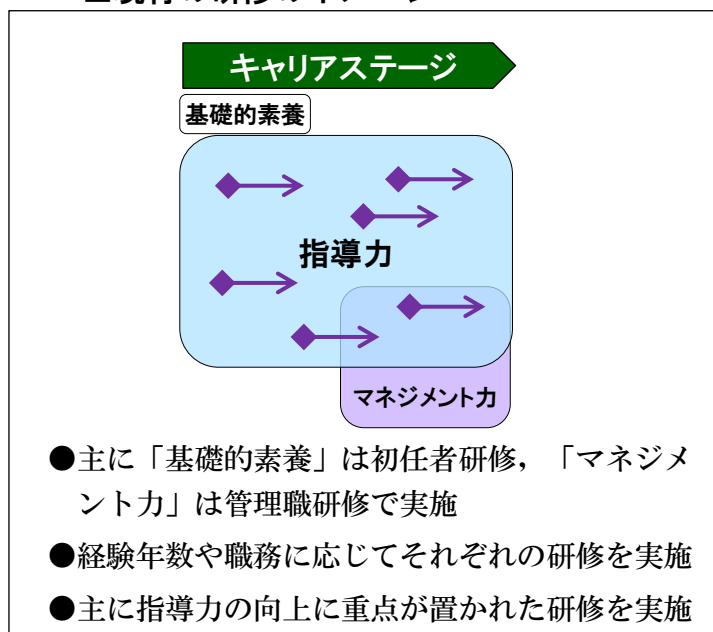 キャリアステージ
基礎的素養
指導力
マネジメント力
●主に「基礎的素養」は初任者研修，「マネジメ
ント力」は管理職研修で実施
●経験年数や職務に応じてそれぞれの研修を実施
●主に指導力の向上に重点が置かれた研修を実施